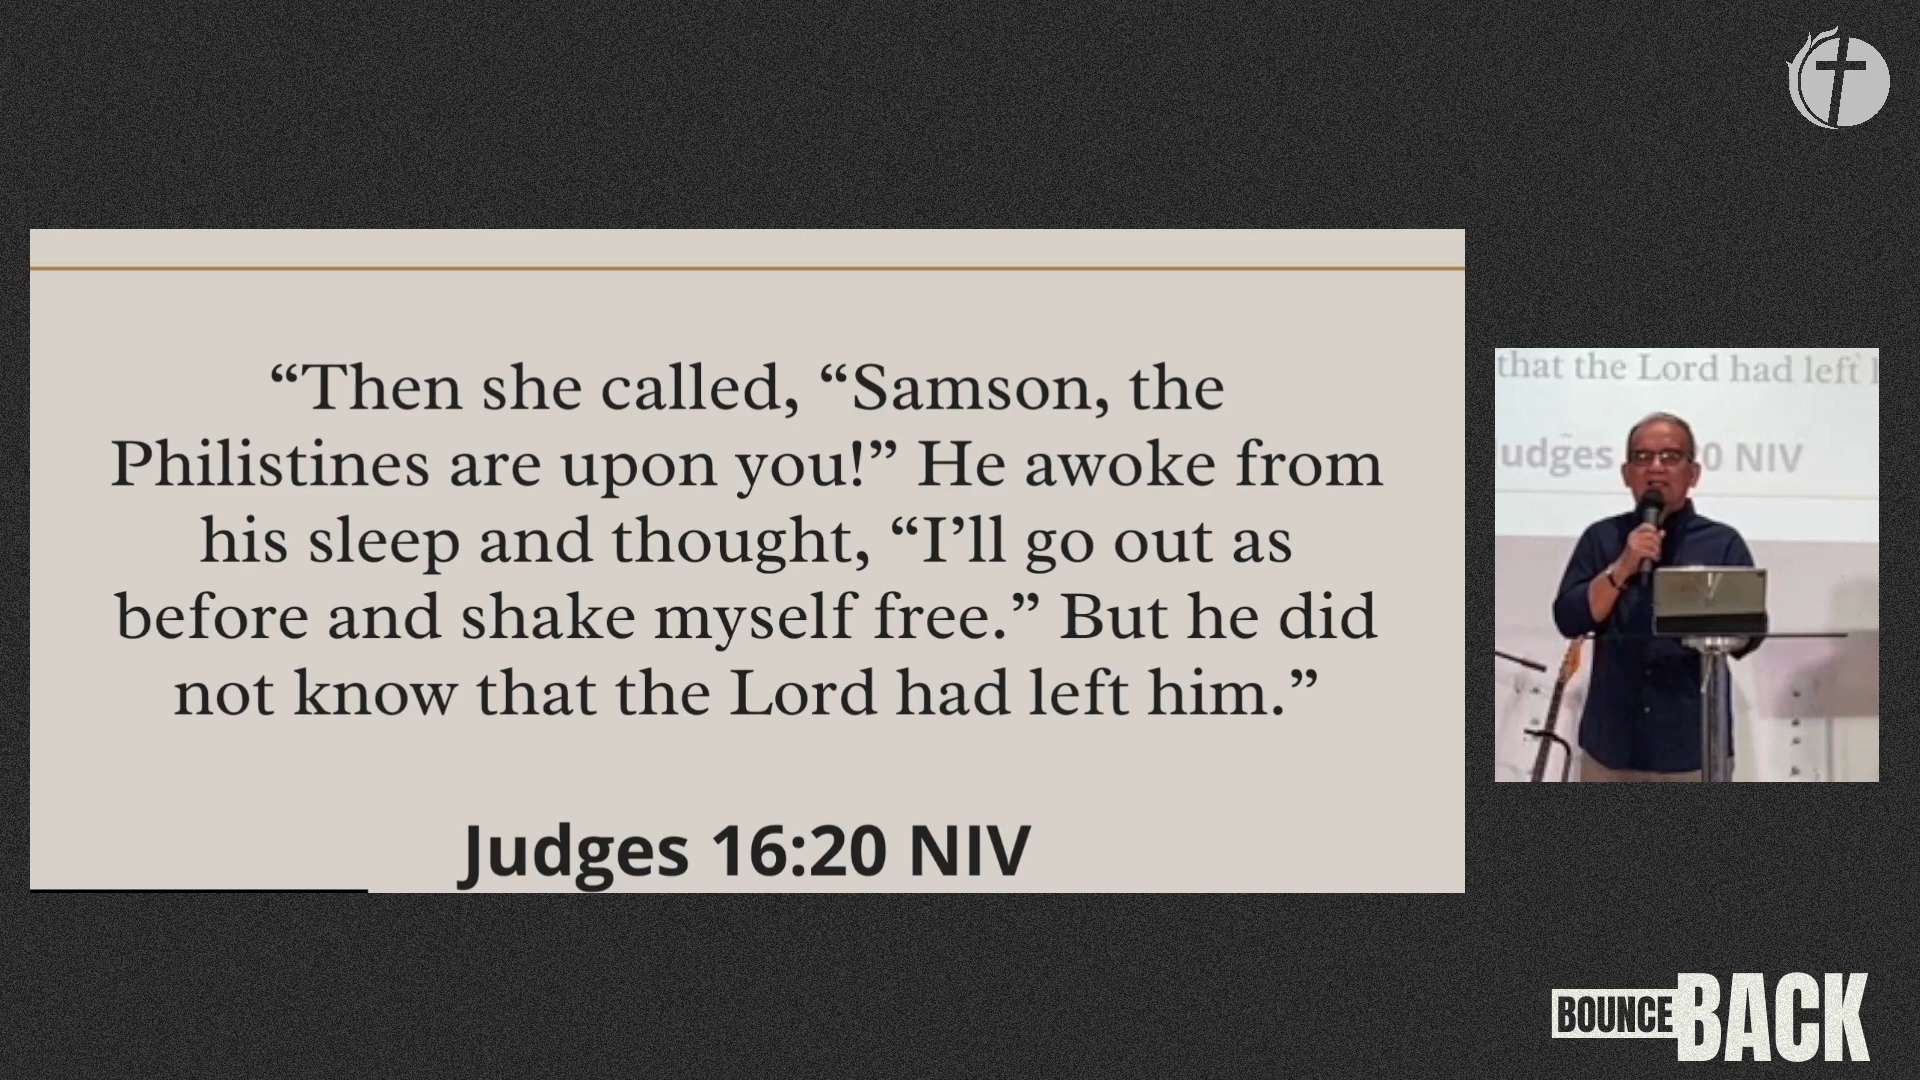 “Then she called, “Samson, the
Philistines are upon you!” He awoke from
his sleep and thought, “I’ll go out as
before and shake myself free.” But he did
not know that the Lord had left him.”
Judges 16:20 NIV
that the Lord had left
udges 20 NIV
BOUNCE BACK